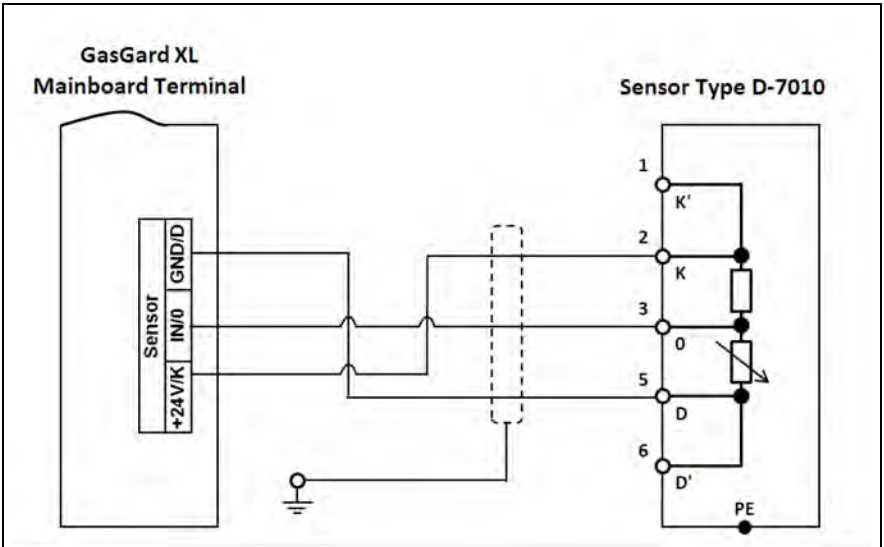 GasGard XL
Mainboard Terminal
Sensor Type D-7010
Sensor
GND/D
IN/0
+24V/K
1
K'
2
K
3
0
5
D
6
D'
PE